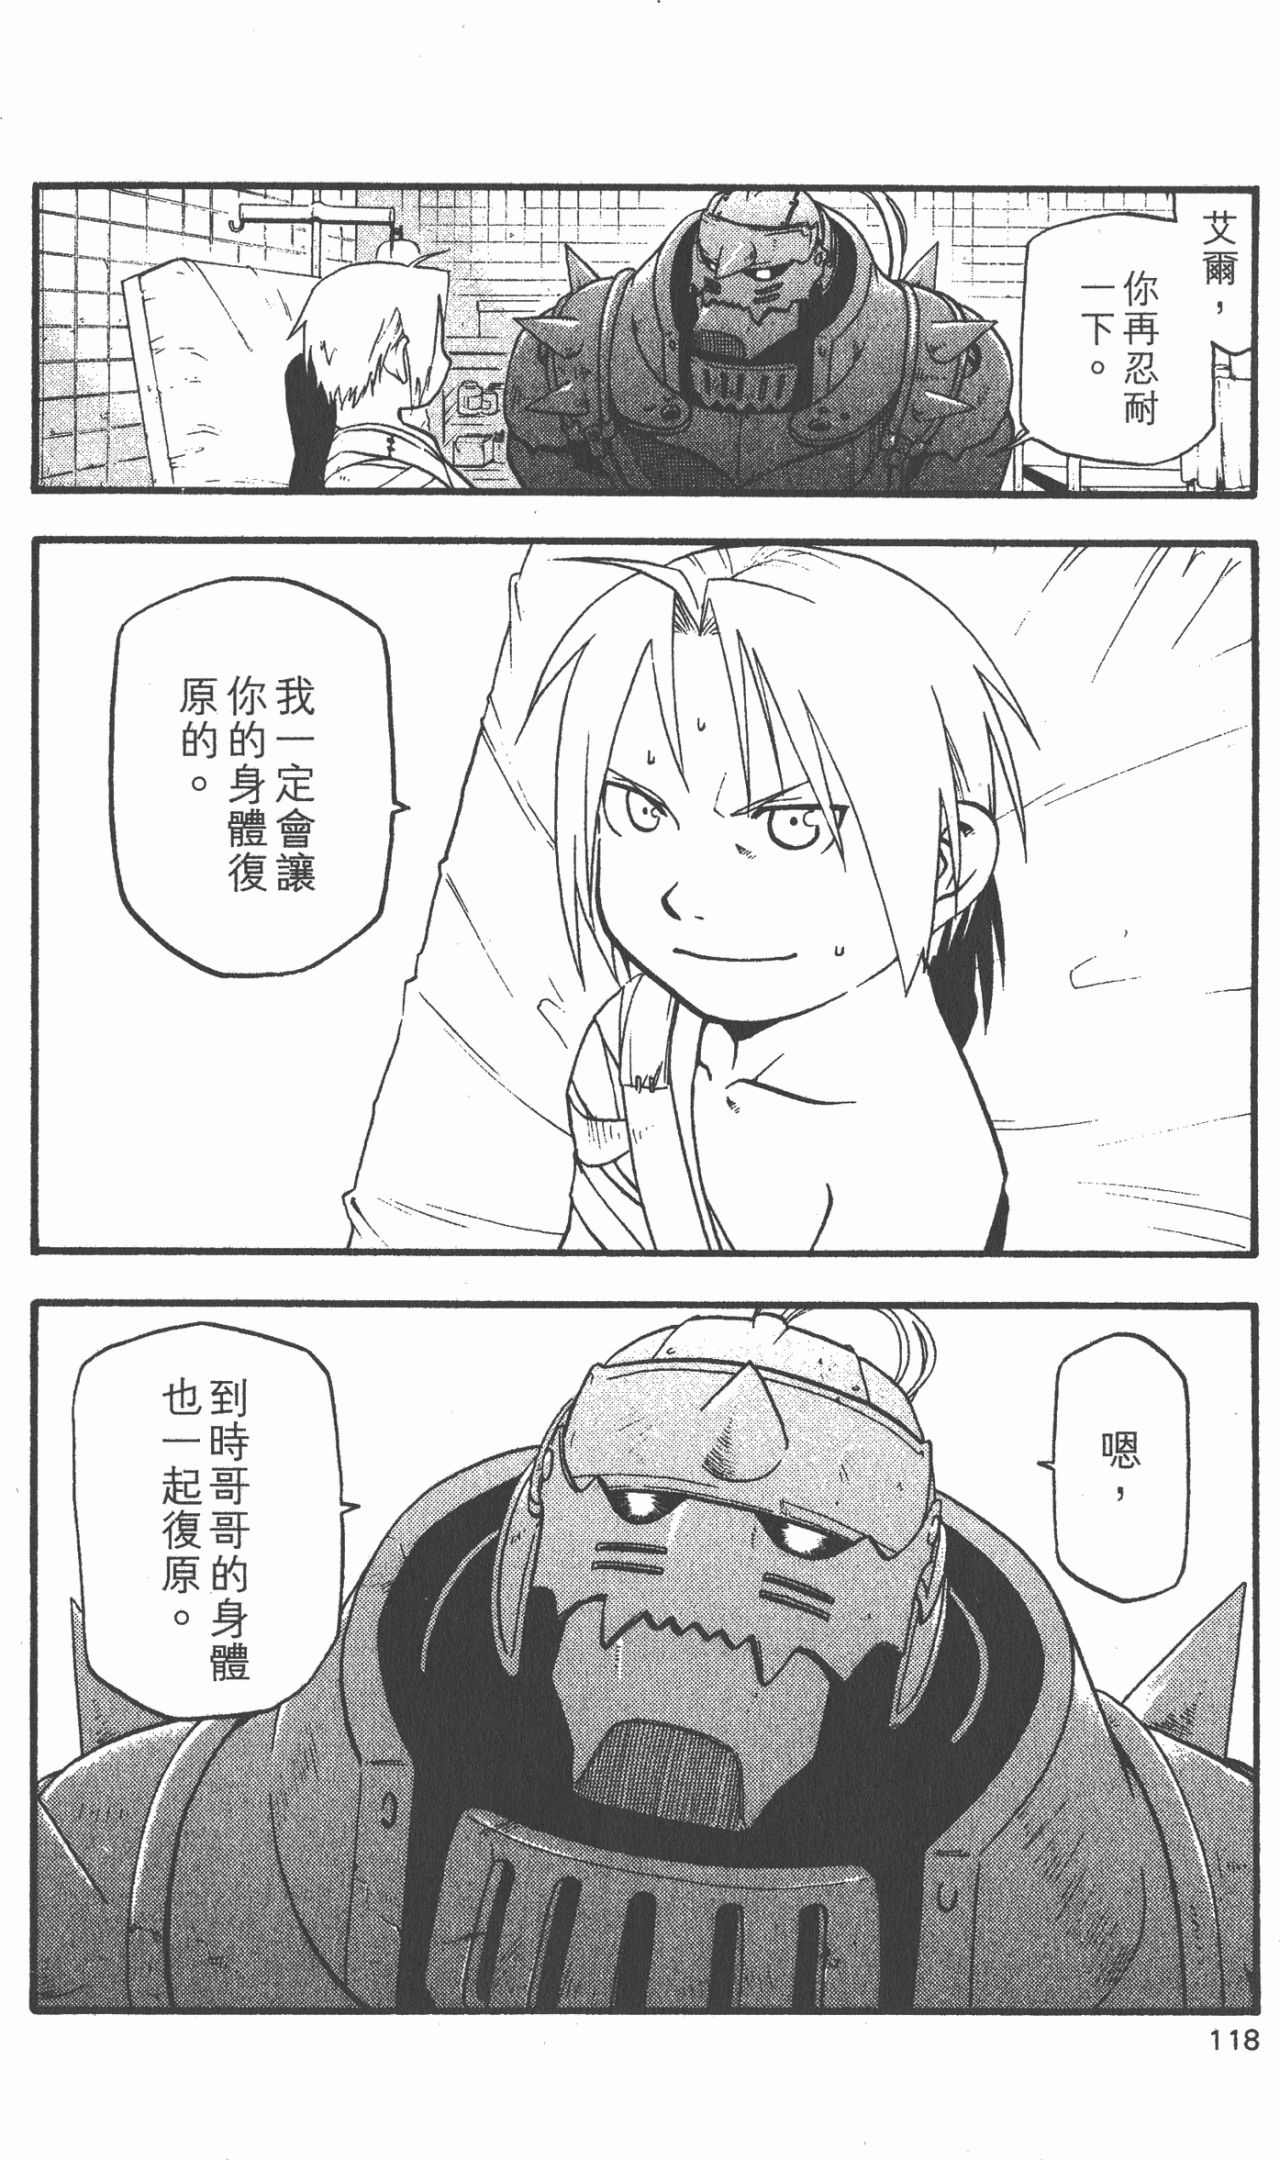 艾爾，
你再忍耐
一下。
我一定會讓
你的身體復
原的。
嗯，
到時哥哥的身體
也一起復原。
118